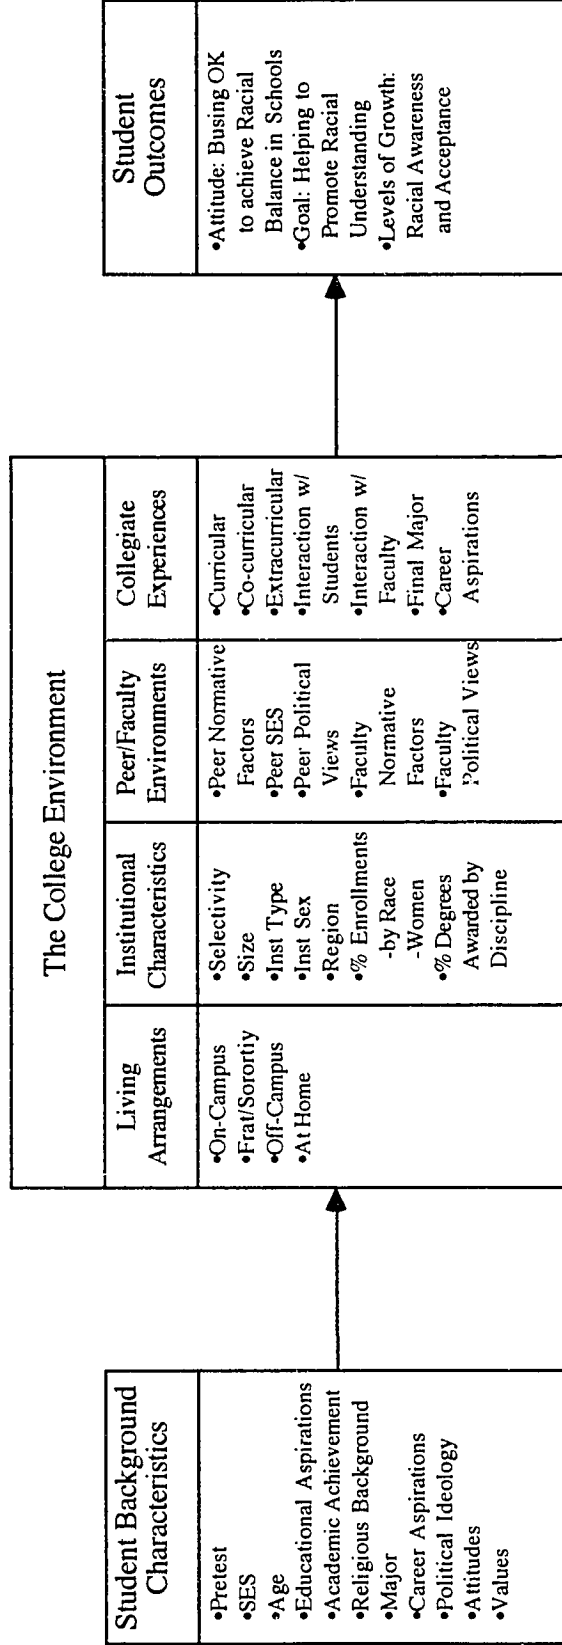 Student Background
Characteristics
•Pretest
•SES
•Age
•Educational Aspirations
•Academic Achievement
•Religious Background
•Major
•Career Aspirations
•Political Ideology
•Attitudes
•Values
The College Environment
Living
Arrangements
•On-Campus
•Frat/Sorortiy
•Off-Campus
•At Home
Institutional
Characteristics
•Selectivity
•Size
•Inst Type
•Inst Sex
•Region
•% Enrollments
-by Race
-Women
•% Degrees
Awarded by
Discipline
Peer/Faculty
Environments
•Peer Normative
Factors
•Peer SES
•Peer Political
Views
•Faculty
Normative
Factors
•Faculty
Political Views
Collegiate
Experiences
•Curricular
•Co-curricular
•Extracurricular
•Interaction w/
Students
•Interaction w/
Faculty
•Final Major
•Career
Aspirations
Student
Outcomes
•Attitude: Busing OK
to achieve Racial
Balance in Schools
•Goal: Helping to
Promote Racial
Understanding
•Levels of Growth:
Racial Awareness
and Acceptance